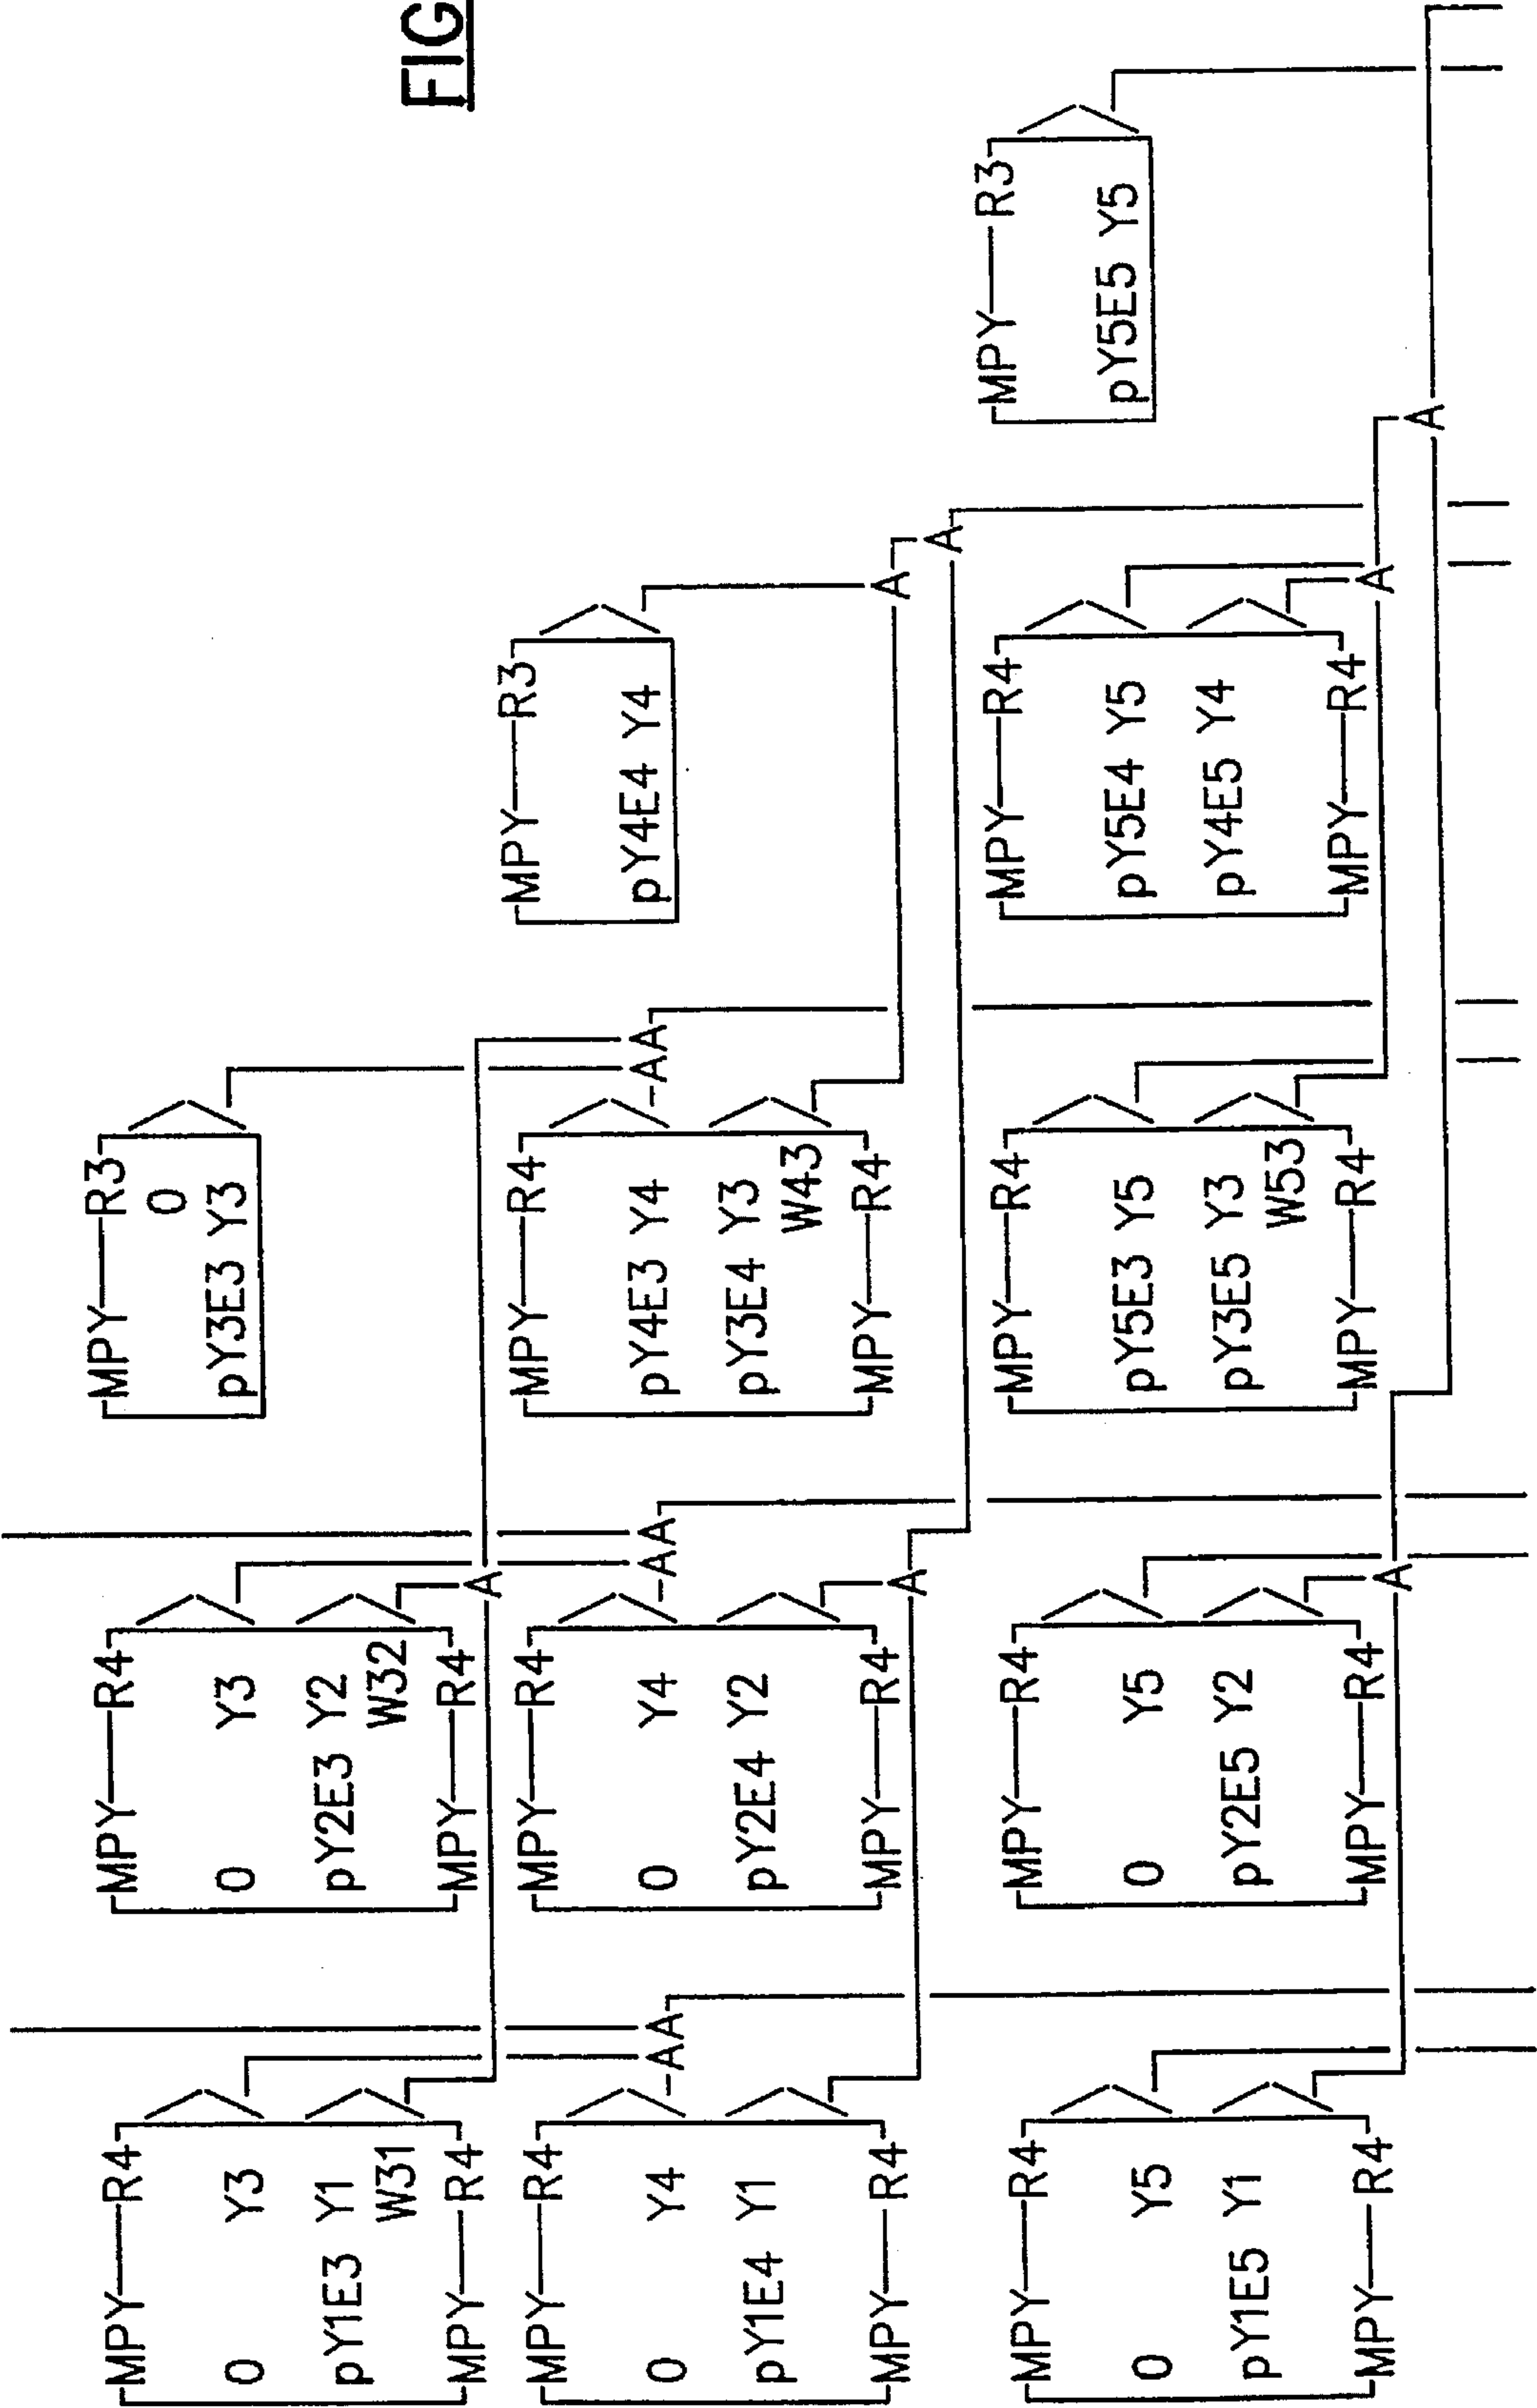 MPY R4 MPY R4 MPY R3
0
0 Y3 0 Y3 pY3E3 Y3
pY1E3 Y1 pY2E3 Y2
W31 W32
FIG
MPY R4 MPY R4
A
MPY R4 MPY R4 MPY R4 MPY R3
0 Y4 AA 0 Y4 AA pY4E3 Y4 AA pY4E4 Y4
pY1E4 Y1 pY2E4 Y2 pY3E4 Y3
W43
MPY R4 MPY R4 MPY R4
A A
A
MPY R4 MPY R4 MPY R4 MPY R4 MPY R3
0 Y5 0 Y5 pY5E3 Y5 pY5E4 Y5 pY5E5 Y5
pY1E5 Y1 pY2E5 Y2 pY3E5 Y3 pY4E5 Y4
W53
MPY R4 MPY R4 MPY R4 MPY R4
A A
A